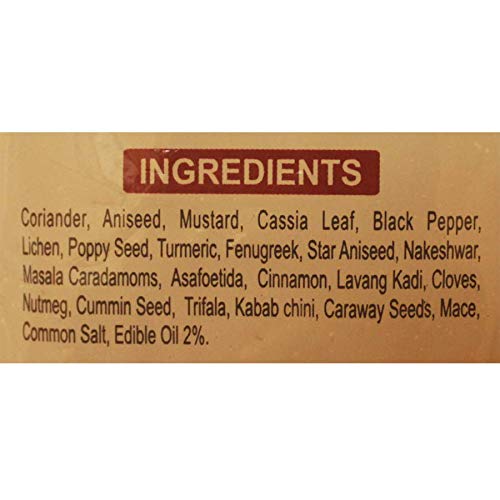 INGREDIENTS
Coriander, Aniseed, Mustard, Cassia Leaf, Black Pepper,
Lichen, Poppy Seed, Turmeric, Fenugreek, Star Aniseed, Nakeshwar,
Masala Caradamoms, Asafoetida, Cinnamon, Lavang Kadi, Cloves,
Nutmeg, Cummin Seed, Trifala, Kabab chini, Caraway Seeds, Mace,
Common Salt, Edible Oil 2%.